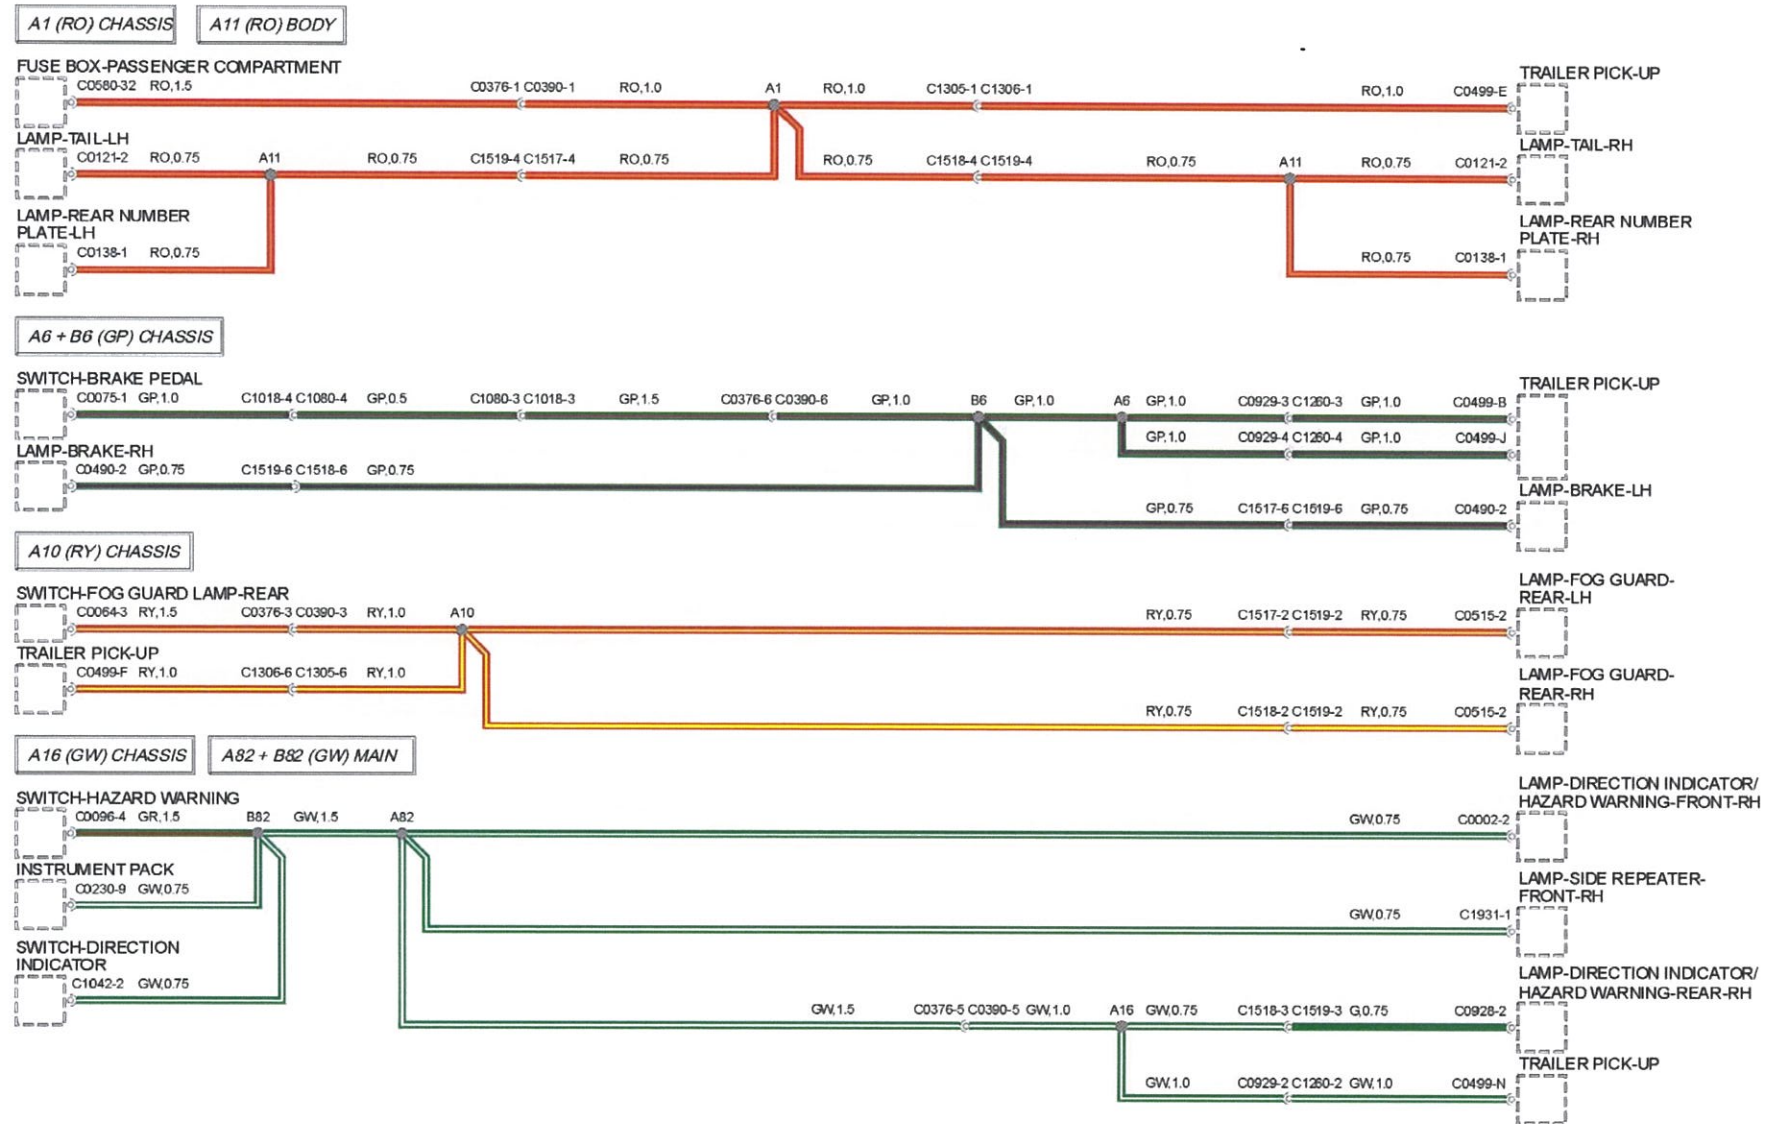 A1 (RO) CHASSIS
A11 (RO) BODY
FUSE BOX-PASSENGER COMPARTMENT
TRAILER PICK-UP
C0580-32 RO,1.5 C0376-1 C0390-1 RO,1.0 A1 RO,1.0 C1305-1 C1306-1 RO,1.0 C0499-E
LAMP-TAIL-LH
LAMP-TAIL-RH
C0121-2 RO,0.75 A11 RO,0.75 C1519-4 C1517-4 RO,0.75 RO,0.75 C1518-4 C1519-4 RO,0.75 A11 RO,0.75 C0121-2
LAMP-REAR NUMBER
PLATE-LH
LAMP-REAR NUMBER
PLATE-RH
C0138-1 RO,0.75 RO,0.75 C0138-1
A6 + B6 (GP) CHASSIS
SWITCH-BRAKE PEDAL
TRAILER PICK-UP
C0075-1 GP,1.0 C1018-4 C1080-4 GP,0.5 C1080-3 C1018-3 GP,1.5 C0376-6 C0390-6 GP,1.0 B6 GP,1.0 A6 GP,1.0 C0929-3 C1260-3 GP,1.0 C0499-B
GP,1.0 C0929-4 C1260-4 GP,1.0 C0499-J
LAMP-BRAKE-RH
C0490-2 GP,0.75 C1519-6 C1518-6 GP,0.75
LAMP-BRAKE-LH
GP,0.75 C1517-6 C1519-6 GP,0.75 C0490-2
A10 (RY) CHASSIS
SWITCH-FOG GUARD LAMP-REAR
LAMP-FOG GUARD-
REAR-LH
C0064-3 RY,1.5 C0376-3 C0390-3 RY,1.0 A10 RY,0.75 C1517-2 C1519-2 RY,0.75 C0515-2
TRAILER PICK-UP
C0499-F RY,1.0 C1306-6 C1305-6 RY,1.0
LAMP-FOG GUARD-
REAR-RH
RY,0.75 C1518-2 C1519-2 RY,0.75 C0515-2
A16 (GW) CHASSIS
A82 + B82 (GW) MAIN
SWITCH-HAZARD WARNING
LAMP-DIRECTION INDICATOR/
HAZARD WARNING-FRONT-RH
C0096-4 GR,1.5 B82 GW,1.5 A82 GW,0.75 C0002-2
INSTRUMENT PACK
C0230-9 GW,0.75
LAMP-SIDE REPEATER-
FRONT-RH
GW,0.75 C1931-1
SWITCH-DIRECTION
INDICATOR
C1042-2 GW,0.75
LAMP-DIRECTION INDICATOR/
HAZARD WARNING-REAR-RH
GW,1.5 C0376-5 C0390-5 GW,1.0 A16 GW,0.75 C1518-3 C1519-3 G,0.75 C0928-2
TRAILER PICK-UP
GW,1.0 C0929-2 C1260-2 GW,1.0 C0499-N